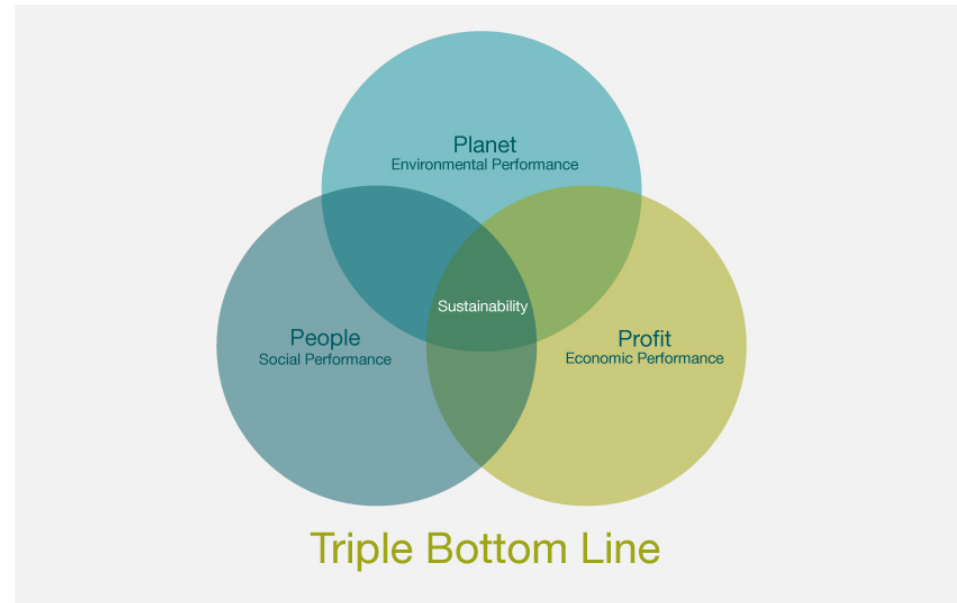 Planet
Environmental Performance
Sustainability
People
Social Performance
Profit
Economic Performance
Triple Bottom Line